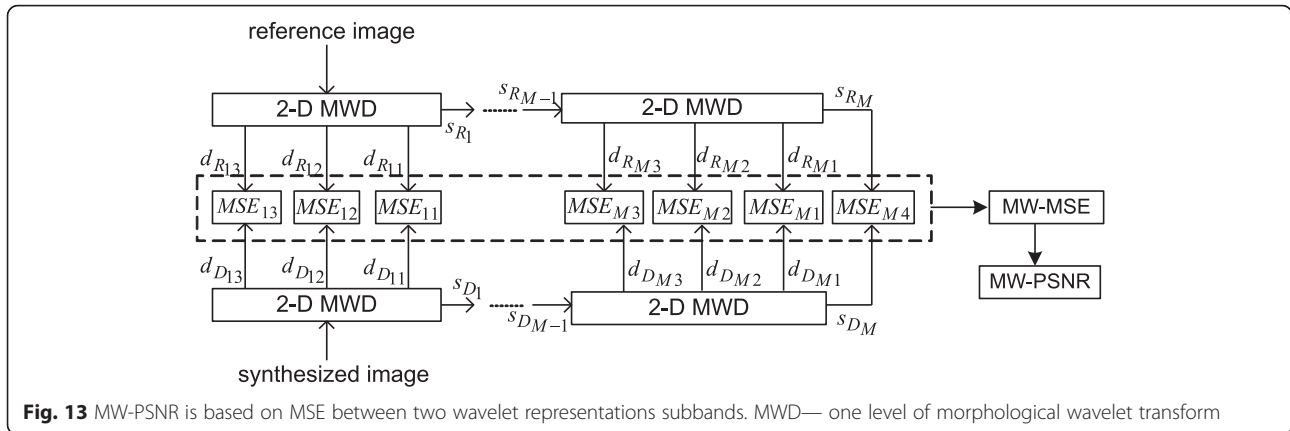 reference image
2-D MWD
s_{R_1}
s_{R_{M-1}}
2-D MWD
s_{R_M}
d_{R_{13}} d_{R_{12}} d_{R_{11}} d_{R_{M3}} d_{R_{M2}} d_{R_{M1}}
MSE_{13} MSE_{12} MSE_{11} MSE_{M3} MSE_{M2} MSE_{M1} MSE_{M4}
MW-MSE
MW-PSNR
d_{D_{13}} d_{D_{12}} d_{D_{11}} d_{D_{M3}} d_{D_{M2}} d_{D_{M1}}
2-D MWD
s_{D_1}
s_{D_{M-1}}
2-D MWD
s_{D_M}
synthesized image
Fig. 13 MW-PSNR is based on MSE between two wavelet representations subbands. MWD— one level of morphological wavelet transform